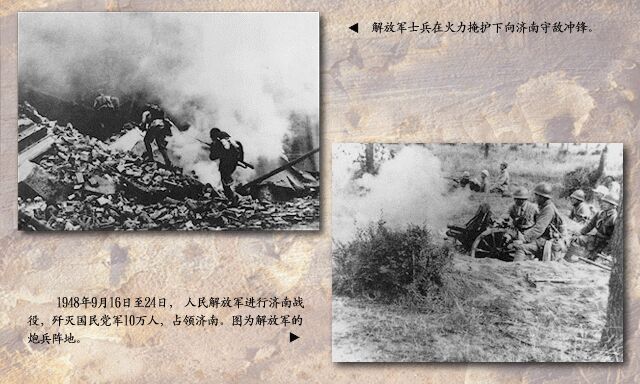 ◀ 解放军士兵在火力掩护下向济南守敌冲锋。
1948年9月16日至24日， 人民解放军进行济南战
役，歼灭国民党军10万人，占领济南。图为解放军的
炮兵阵地。 ▶